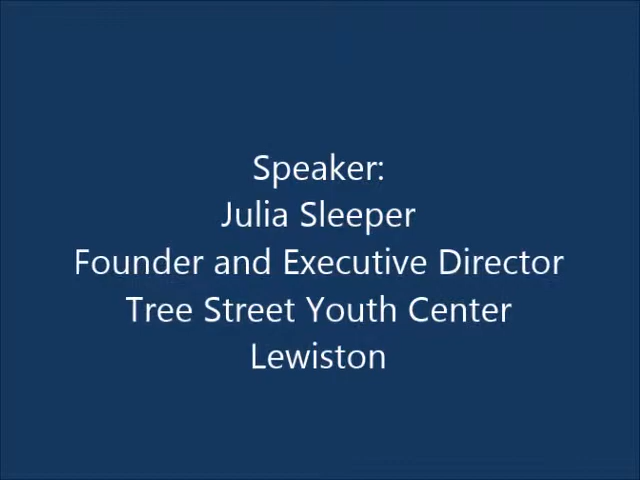 Speaker:
Julia Sleeper
Founder and Executive Director
Tree Street Youth Center
Lewiston